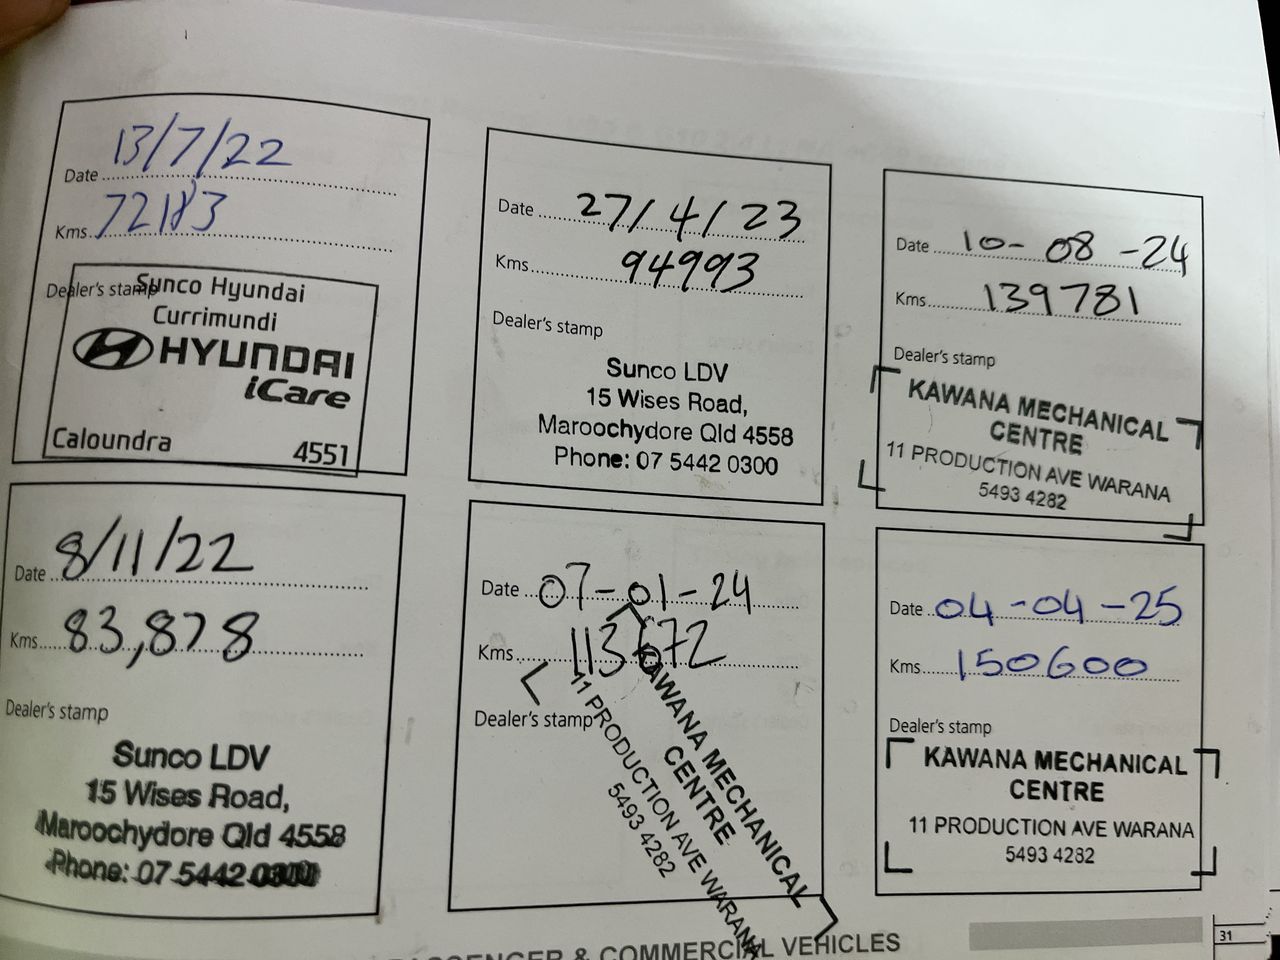 Date 13/7/22
Kms. 72183
Dealer's stamp
Sunco Hyundai
Currimundi
HYUNDAI
iCare
Caloundra 4551
Date 8/11/22
Kms 83,878
Dealer's stamp
Sunco LDV
15 Wises Road,
Maroochydore Qld 4558
Phone: 07 5442 0300
Date 27/4/23
Kms 94993
Dealer's stamp
Sunco LDV
15 Wises Road,
Maroochydore Qld 4558
Phone: 07 5442 0300
Date 07-01-24
Kms 113672
Dealer's stamp
KAWANA MECHANICAL
CENTRE
11 PRODUCTION AVE WARANA
5493 4282
Date 10-08-24
Kms 139781
Dealer's stamp
KAWANA MECHANICAL
CENTRE
11 PRODUCTION AVE WARANA
5493 4282
Date 04-04-25
Kms 150600
Dealer's stamp
KAWANA MECHANICAL
CENTRE
11 PRODUCTION AVE WARANA
5493 4282
& COMMERCIAL VEHICLES
31